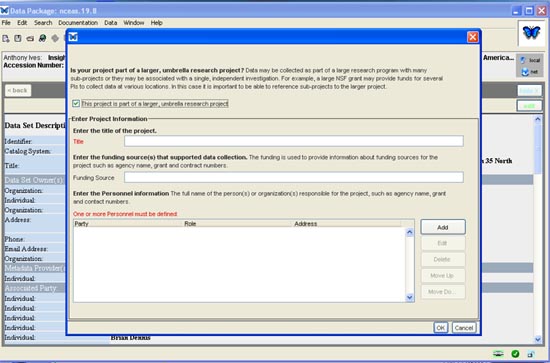 Data Package: nceas.19.8
File Edit Search Documentation Data Window Help
Anthony Ives: Insigh
America...
Accession Number:
local
net
< back
edit
Is your project part of a larger, umbrella research project? Data may be collected as part of a large research program with many
sub-projects or they may be associated with a single, independent investigation. For example, a large NSF grant may provide funds for several
PIs to collect data at various locations. In this case it is important to be able to reference sub-projects to the larger project.
This project is part of a larger, umbrella research project
Enter Project Information
Enter the title of the project.
Title
Enter the funding source(s) that supported data collection. The funding is used to provide information about funding sources for the
project such as agency name, grant and contract numbers.
Funding Source
Enter the Personnel information The full name of the person(s) or organization(s) responsible for the project, such as agency name, grant
and contact numbers.
One or more Personnel must be defined:
Party Role Address
Add
Edit
Delete
Move Up
Move Do...
OK Cancel
Data Set Descripti
Identifier:
Catalog System:
Title:
x 35 North
Data Set Owner(s)
Organization:
Individual:
Organization:
Address:
Phone:
Email Address:
Organization:
Metadata Provider(s
Individual:
Associated Party:
Individual:
Individual:
Individual:
Individual:
Individual:
Brian Dennis